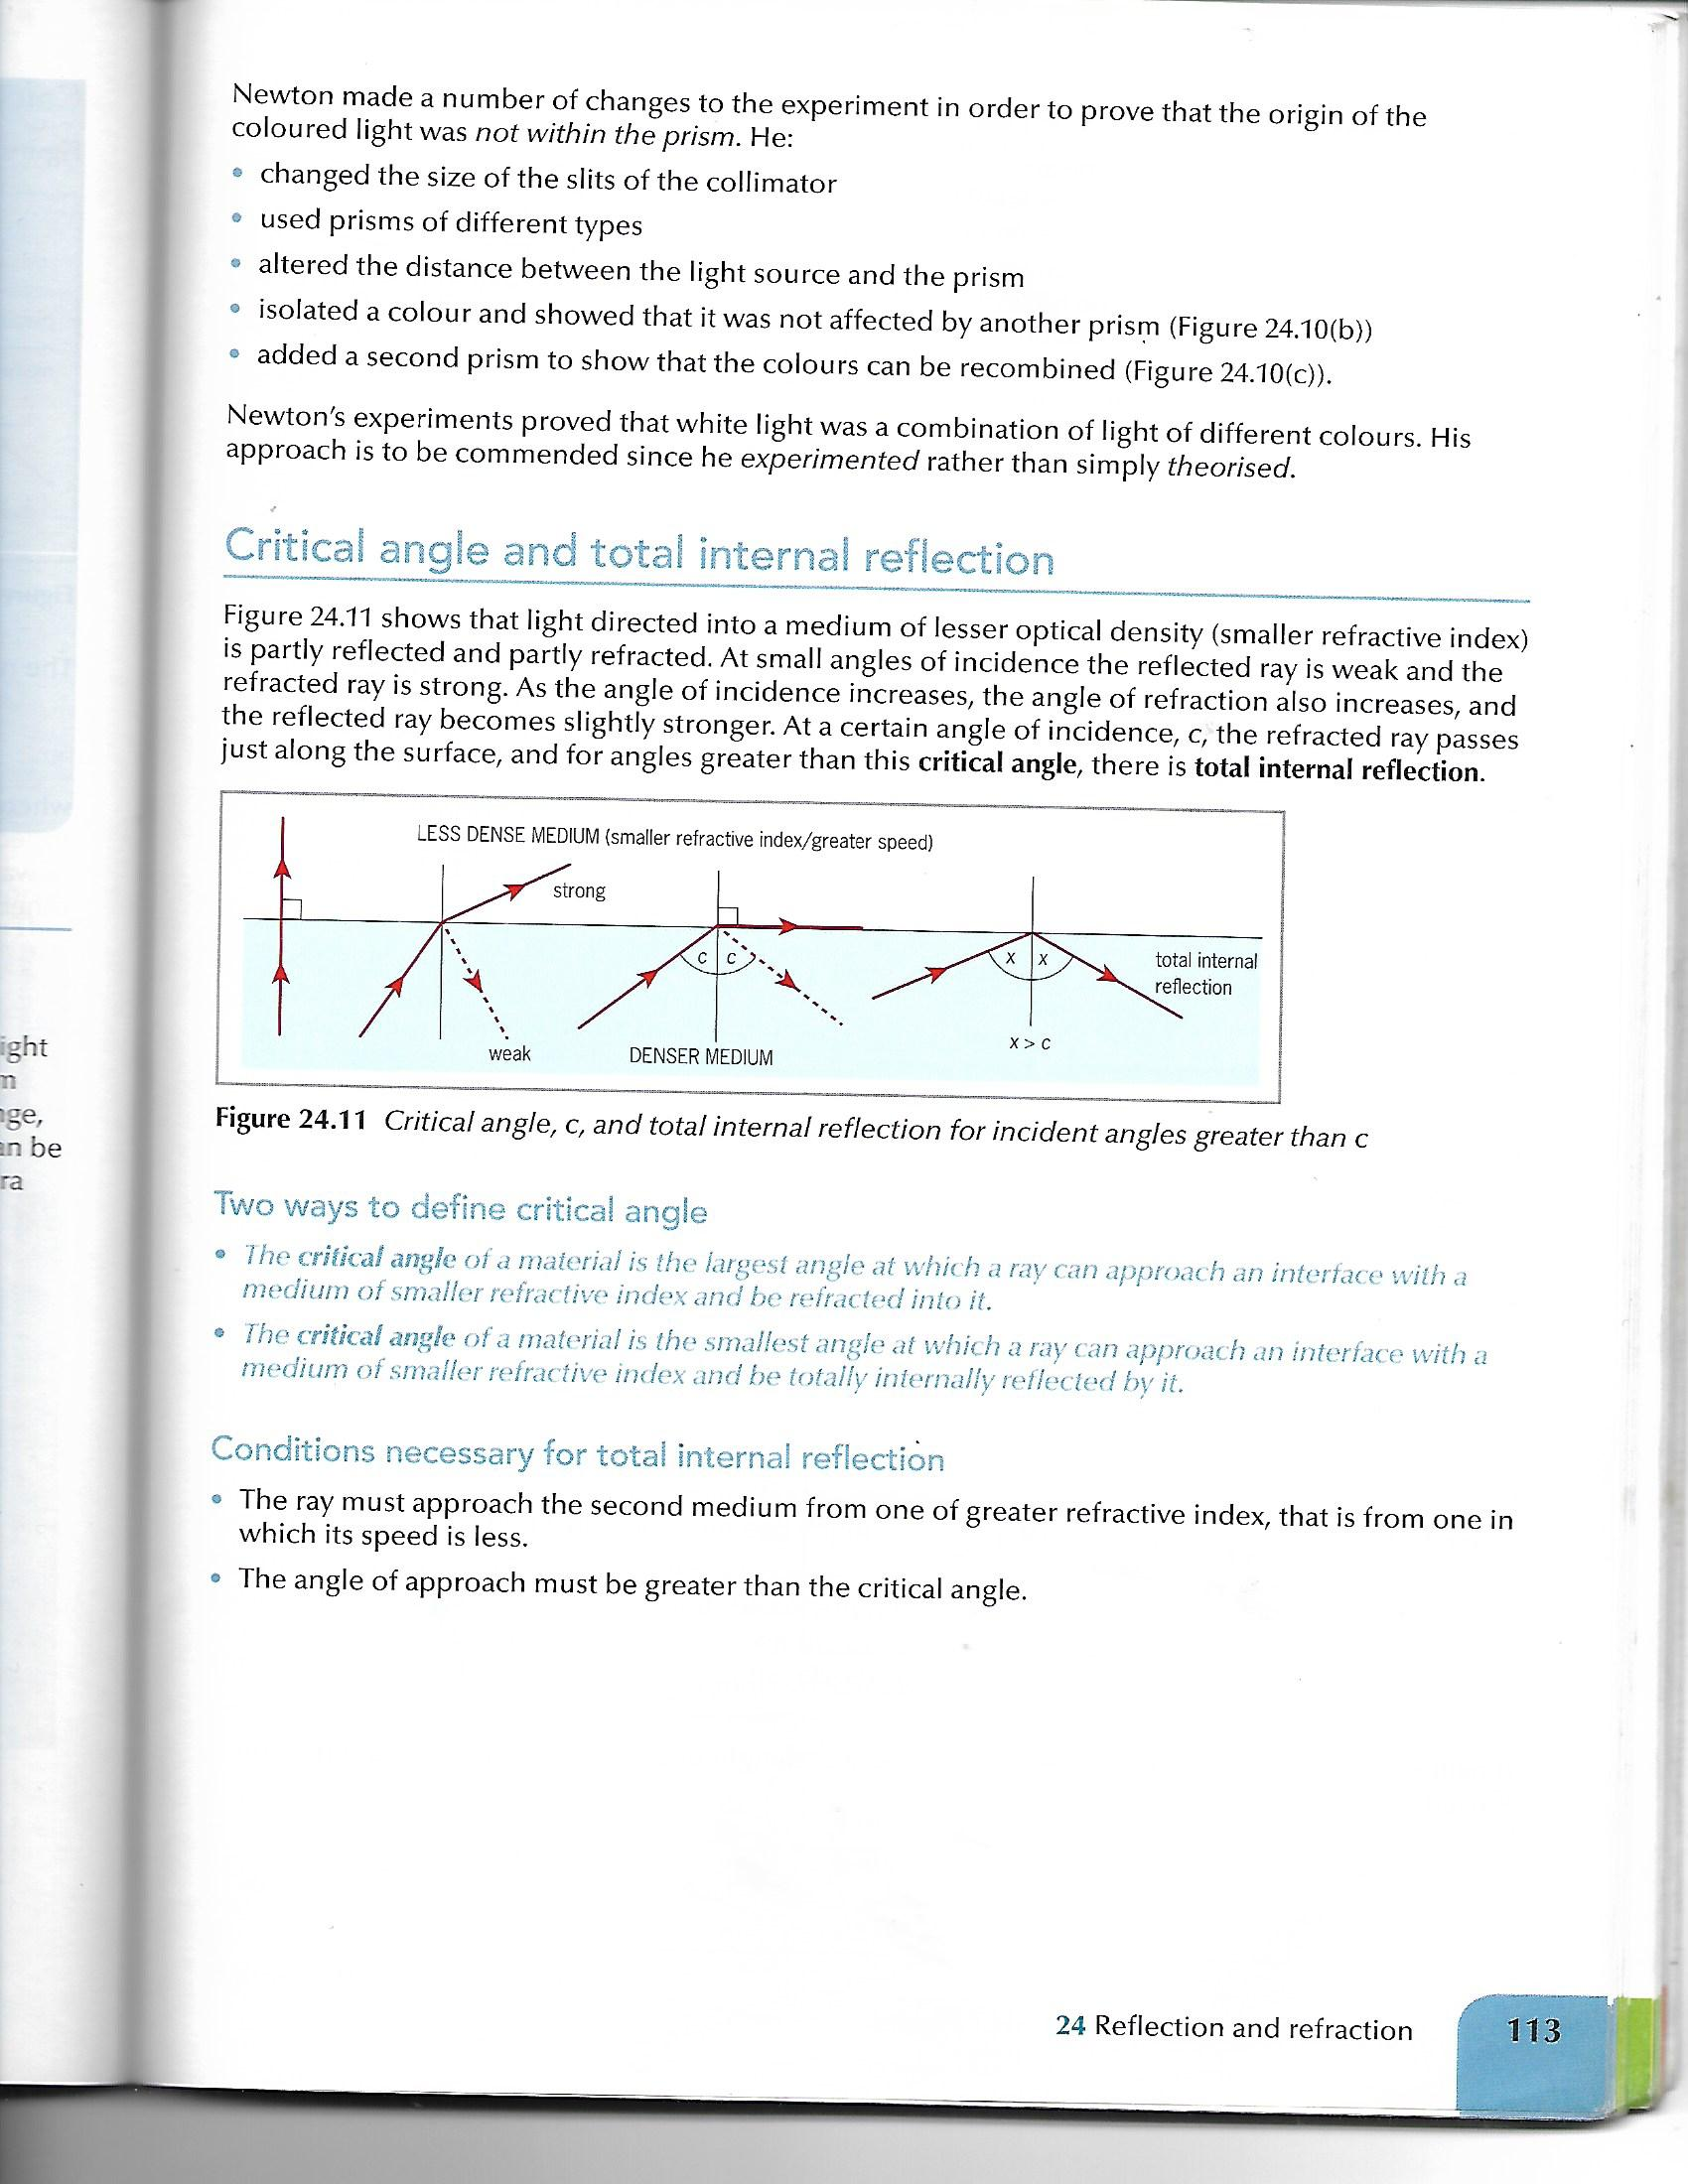 Newton made a number of changes to the experiment in order to prove that the origin of the
coloured light was not within the prism. He:
• changed the size of the slits of the collimator
• used prisms of different types
• altered the distance between the light source and the prism
• isolated a colour and showed that it was not affected by another prism (Figure 24.10(b))
• added a second prism to show that the colours can be recombined (Figure 24.10(c)).
Newton's experiments proved that white light was a combination of light of different colours. His
approach is to be commended since he experimented rather than simply theorised.
Critical angle and total internal reflection
Figure 24.11 shows that light directed into a medium of lesser optical density (smaller refractive index)
is partly reflected and partly refracted. At small angles of incidence the reflected ray is weak and the
refracted ray is strong. As the angle of incidence increases, the angle of refraction also increases, and
the reflected ray becomes slightly stronger. At a certain angle of incidence, c, the refracted ray passes
just along the surface, and for angles greater than this critical angle, there is total internal reflection.
LESS DENSE MEDIUM (smaller refractive index/greater speed)
strong
c c
x x
total internal
reflection
weak
DENSER MEDIUM
x > c
Figure 24.11 Critical angle, c, and total internal reflection for incident angles greater than c
Two ways to define critical angle
• The critical angle of a material is the largest angle at which a ray can approach an interface with a
medium of smaller refractive index and be refracted into it.
• The critical angle of a material is the smallest angle at which a ray can approach an interface with a
medium of smaller refractive index and be totally internally reflected by it.
Conditions necessary for total internal reflection
• The ray must approach the second medium from one of greater refractive index, that is from one in
which its speed is less.
• The angle of approach must be greater than the critical angle.
24 Reflection and refraction 113
ight
ge,
an be
ra